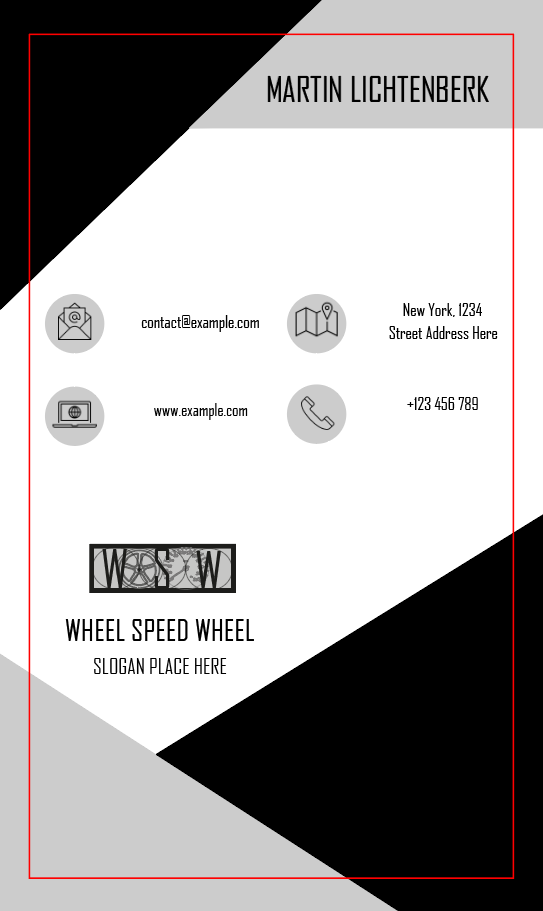 MARTIN LICHTENBERK
contact@example.com
New York, 1234
Street Address Here
www.example.com
+123 456 789
W S W
WHEEL SPEED WHEEL
SLOGAN PLACE HERE